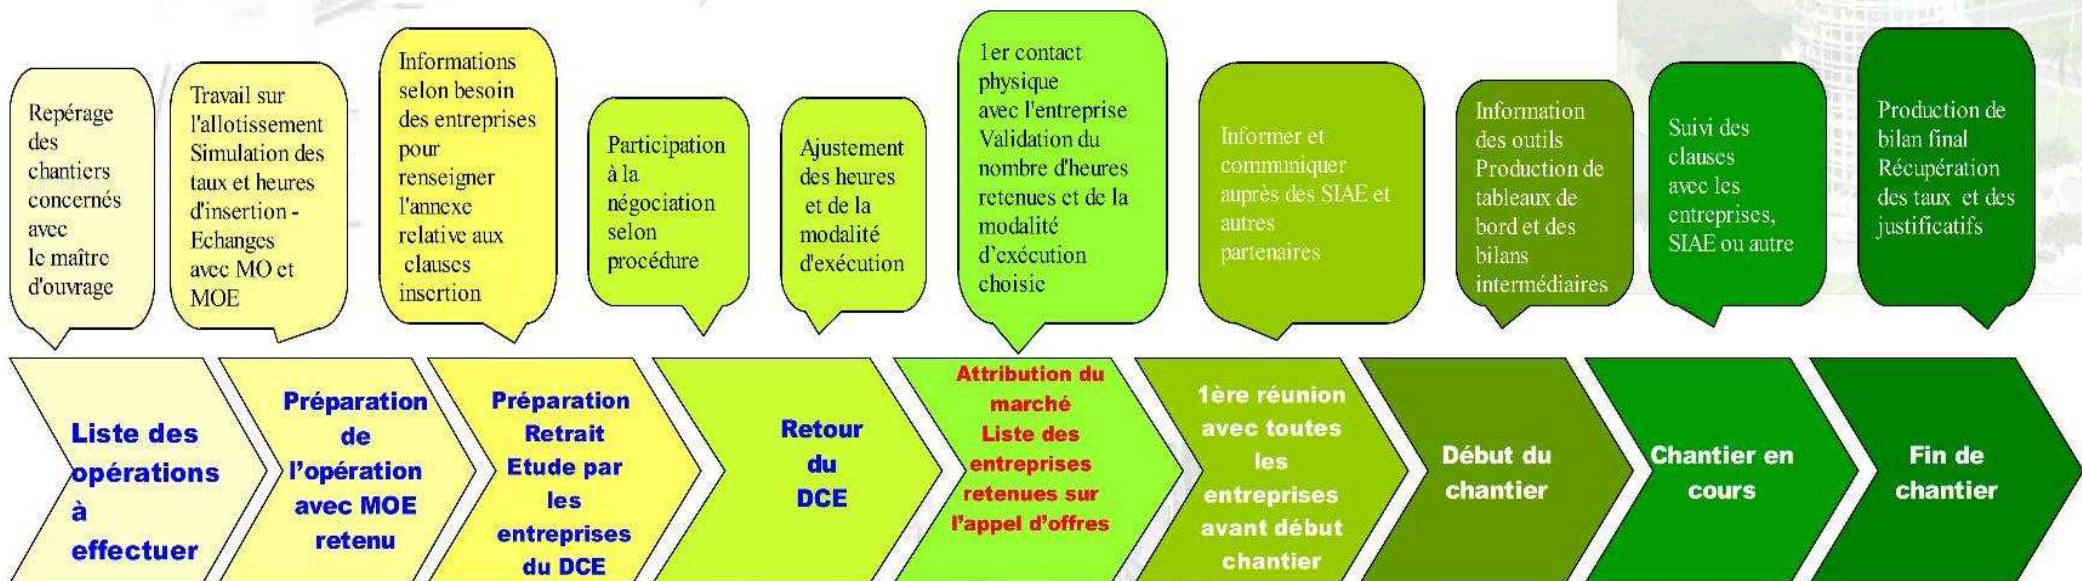 Repérage
des
chantiers
concernés
avec
le maître
d'ouvrage
Travail sur
l'allotissement
Simulation des
taux et heures
d'insertion -
Echanges
avec MO et
MOE
Informations
selon besoin
des entreprises
pour
renseigner
l'annexe
relative aux
clauses
insertion
Participation
à la
négociation
selon
procédure
Ajustement
des heures
et de la
modalité
d'exécution
1er contact
physique
avec l'entreprise
Validation du
nombre d'heures
retenues et de la
modalité
d'exécution
choisie
Informer et
communiquer
auprès des SIAE et
autres
partenaires
Information
des outils
Production de
tableaux de
bord et des
bilans
intermédiaires
Suivi des
clauses
avec les
entreprises,
SIAE ou autre
Production de
bilan final
Récupération
des taux et des
justificatifs
Liste des
opérations
à
effectuer
Préparation
de
l'opération
avec MOE
retenu
Préparation
Retrait
Etude par
les
entreprises
du DCE
Retour
du
DCE
Attribution du
marché
Liste des
entreprises
retenues sur
l'appel d'offres
1ère réunion
avec toutes
les
entreprises
avant début
chantier
Début du
chantier
Chantier en
cours
Fin de
chantier